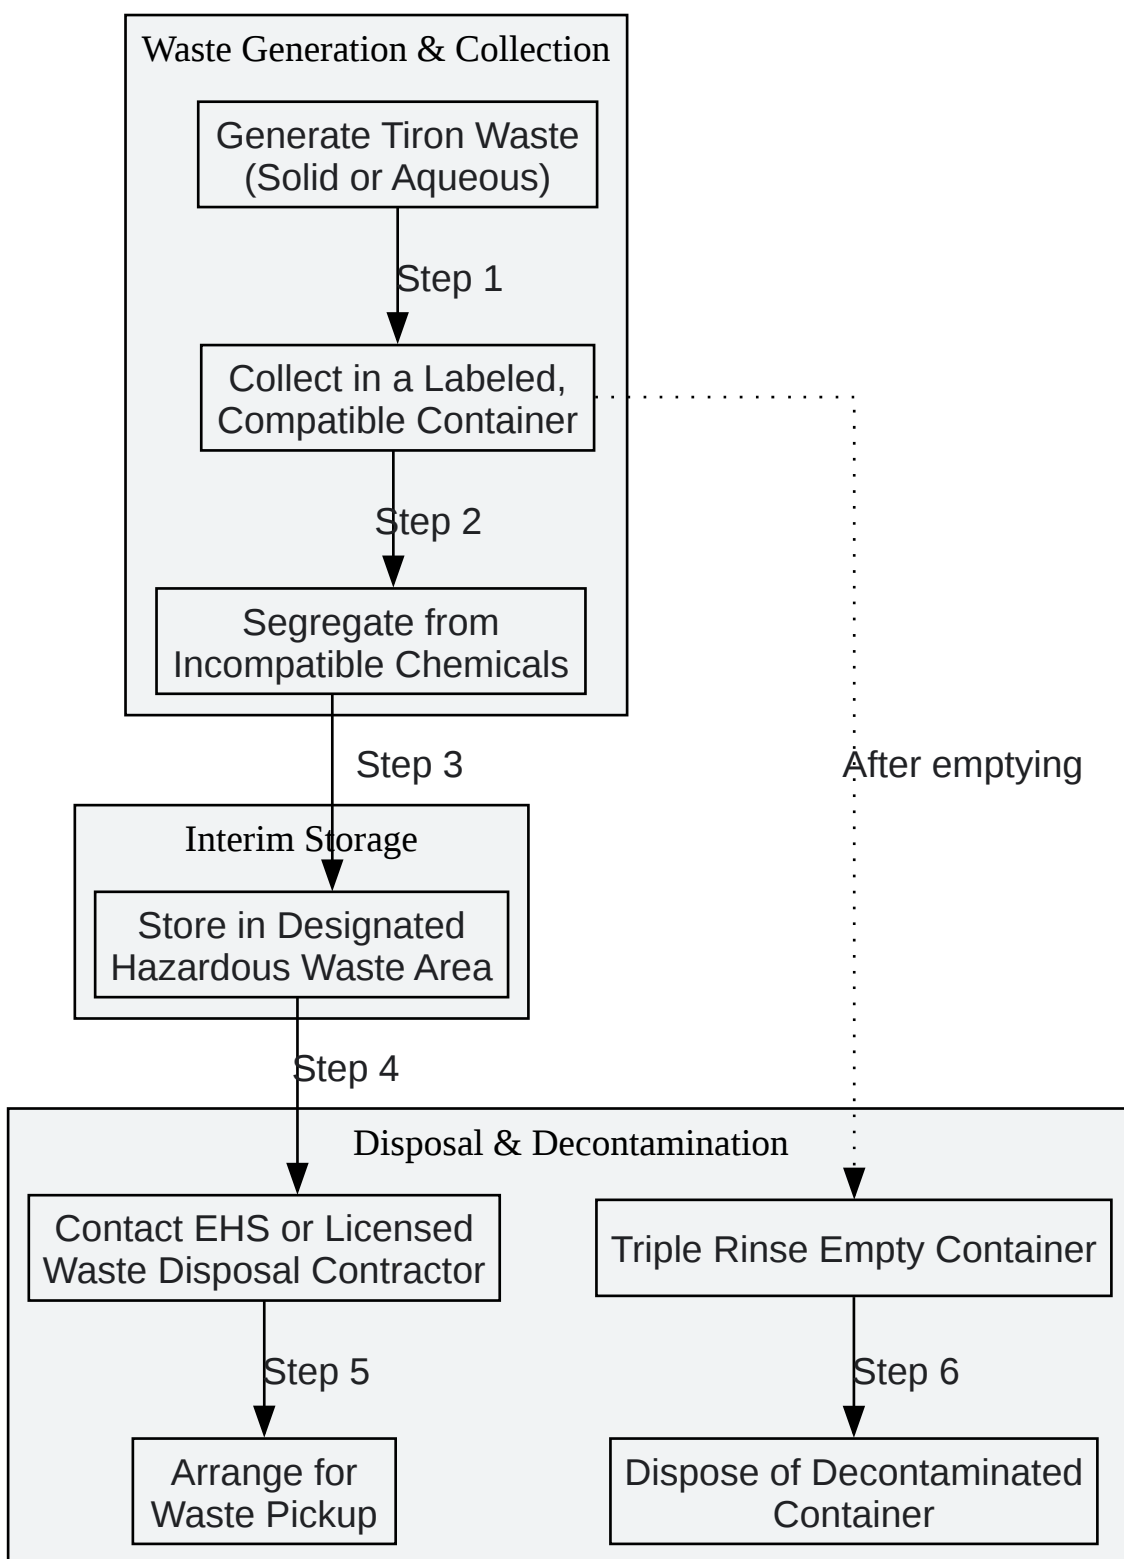 Waste Generation & Collection
Generate Tiron Waste
(Solid or Aqueous)
Step 1
Collect in a Labeled,
Compatible Container
Step 2
Segregate from
Incompatible Chemicals
Step 3
After emptying
Interim Storage
Store in Designated
Hazardous Waste Area
Step 4
Disposal & Decontamination
Contact EHS or Licensed
Waste Disposal Contractor
Triple Rinse Empty Container
Step 5
Step 6
Arrange for
Waste Pickup
Dispose of Decontaminated
Container